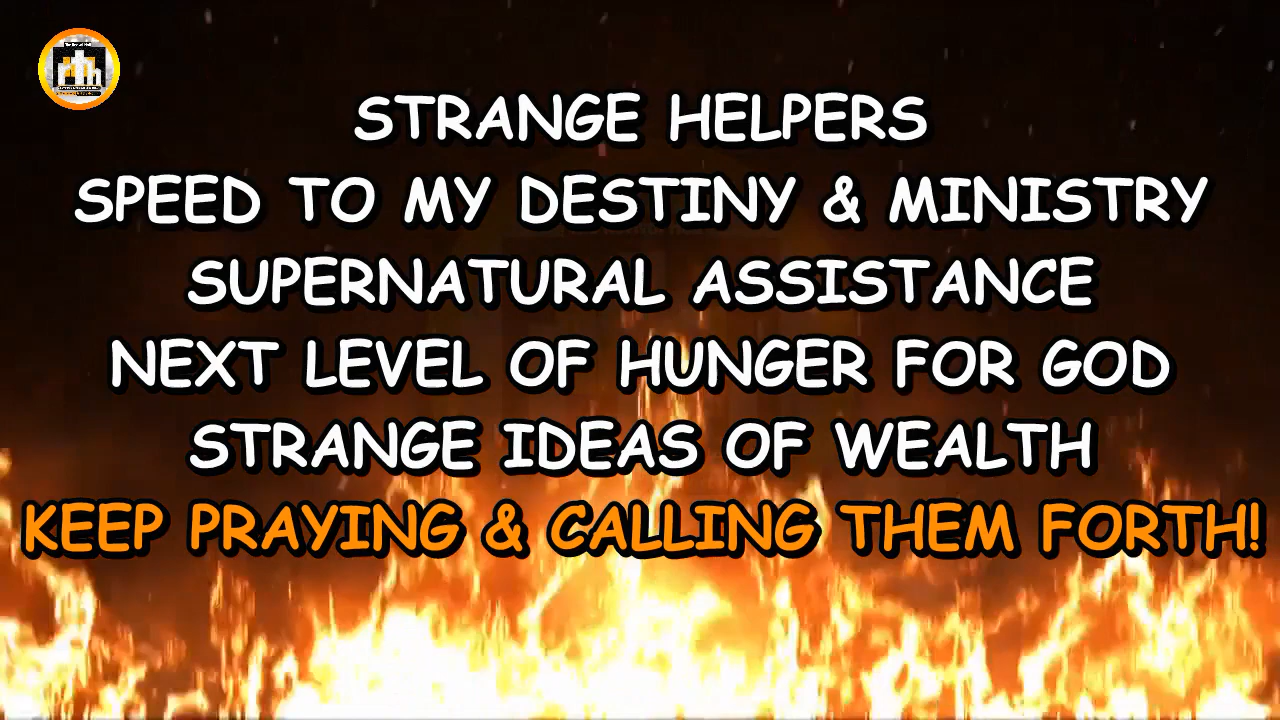 STRANGE HELPERS
SPEED TO MY DESTINY & MINISTRY
SUPERNATURAL ASSISTANCE
NEXT LEVEL OF HUNGER FOR GOD
STRANGE IDEAS OF WEALTH
KEEP PRAYING & CALLING THEM FORTH!